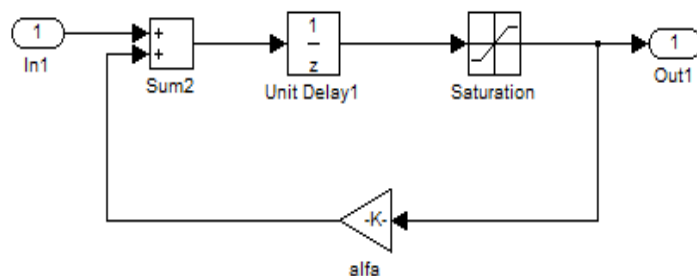 1
In1
+
+
Sum2
1
z
Unit Delay1
Saturation
1
Out1
-K-
alfa